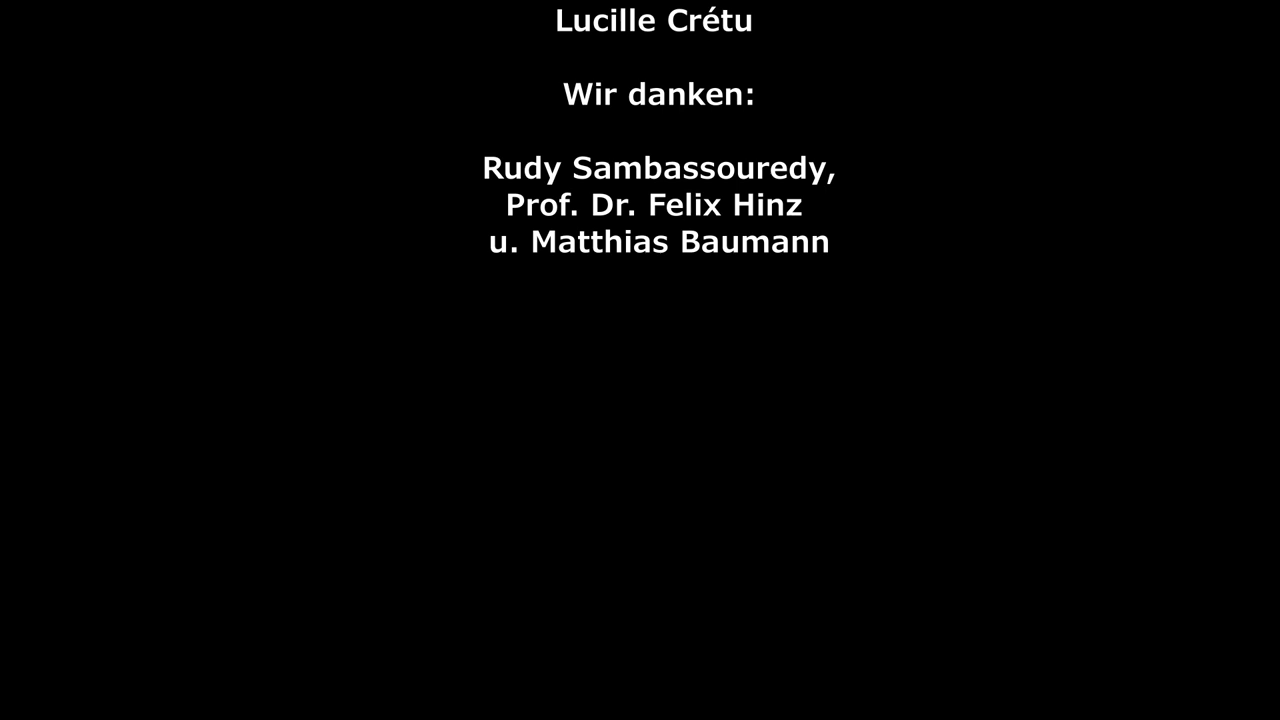 Lucille Crétu
Wir danken:
Rudy Sambassouredy,
Prof. Dr. Felix Hinz
u. Matthias Baumann